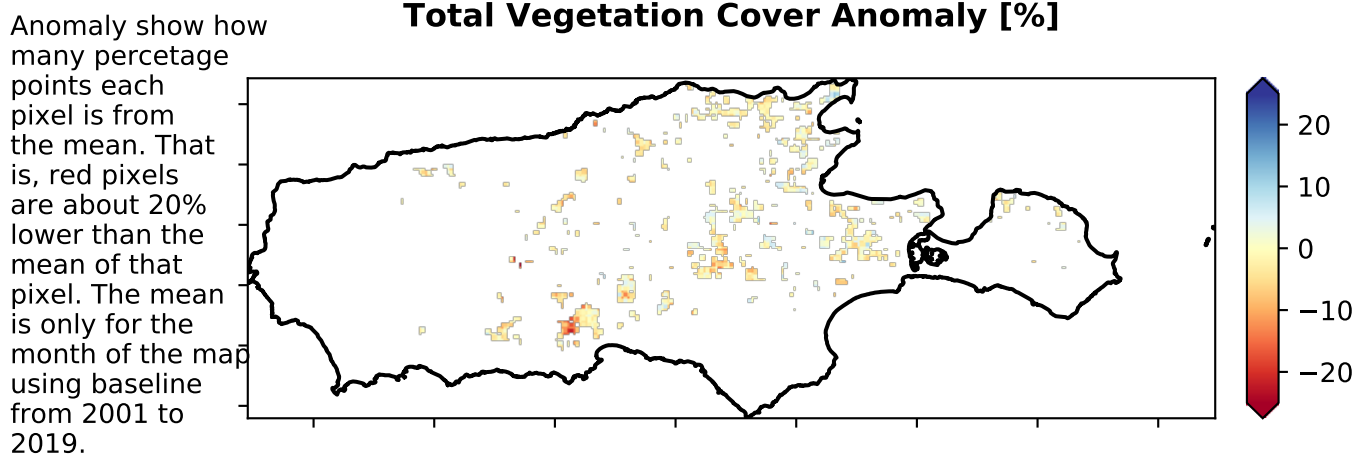 Total Vegetation Cover Anomaly [%]
Anomaly show how
many percetage
points each
pixel is from
the mean. That
is, red pixels
are about 20%
lower than the
mean of that
pixel. The mean
is only for the
month of the map
using baseline
from 2001 to
2019.
20
10
0
−10
−20